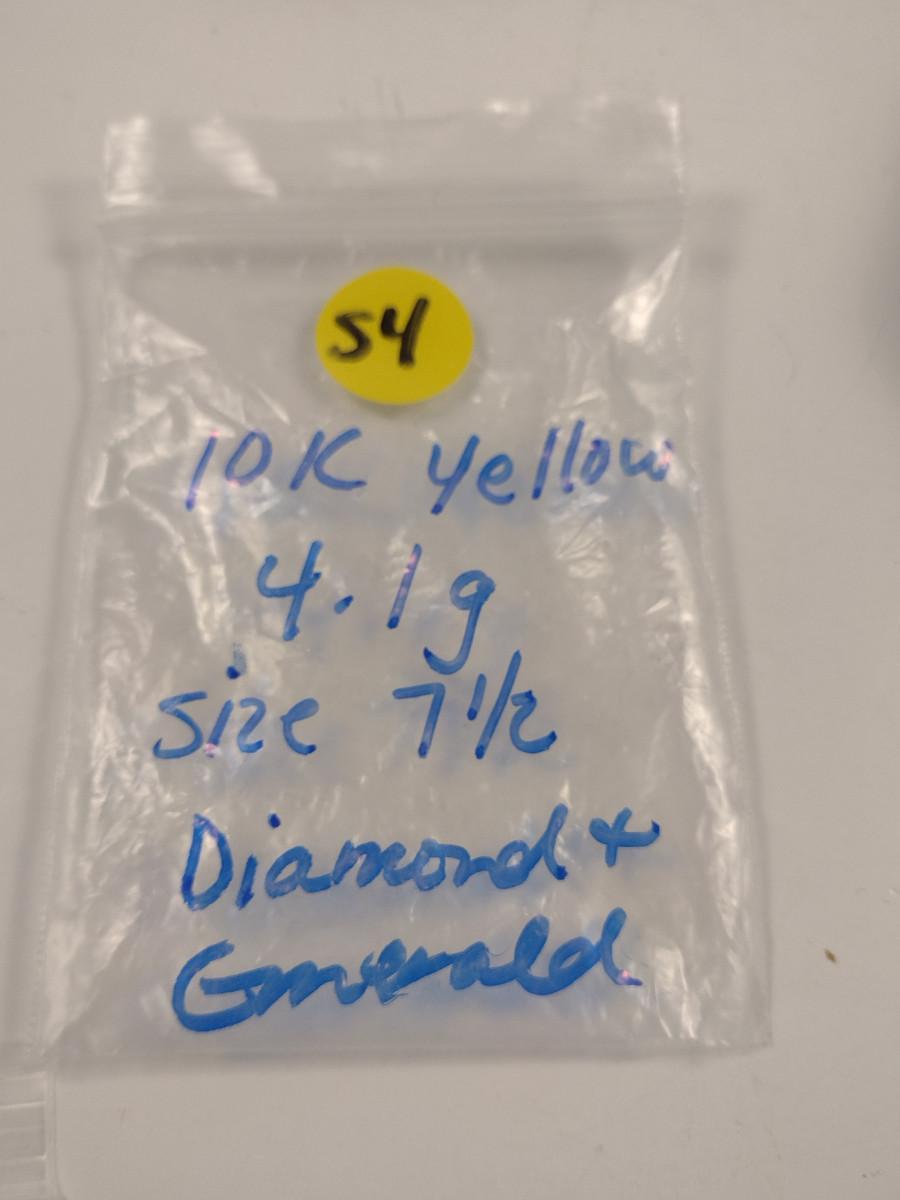 54
10K yellow
4.1g
size 7 1/2
Diamond +
Emerald